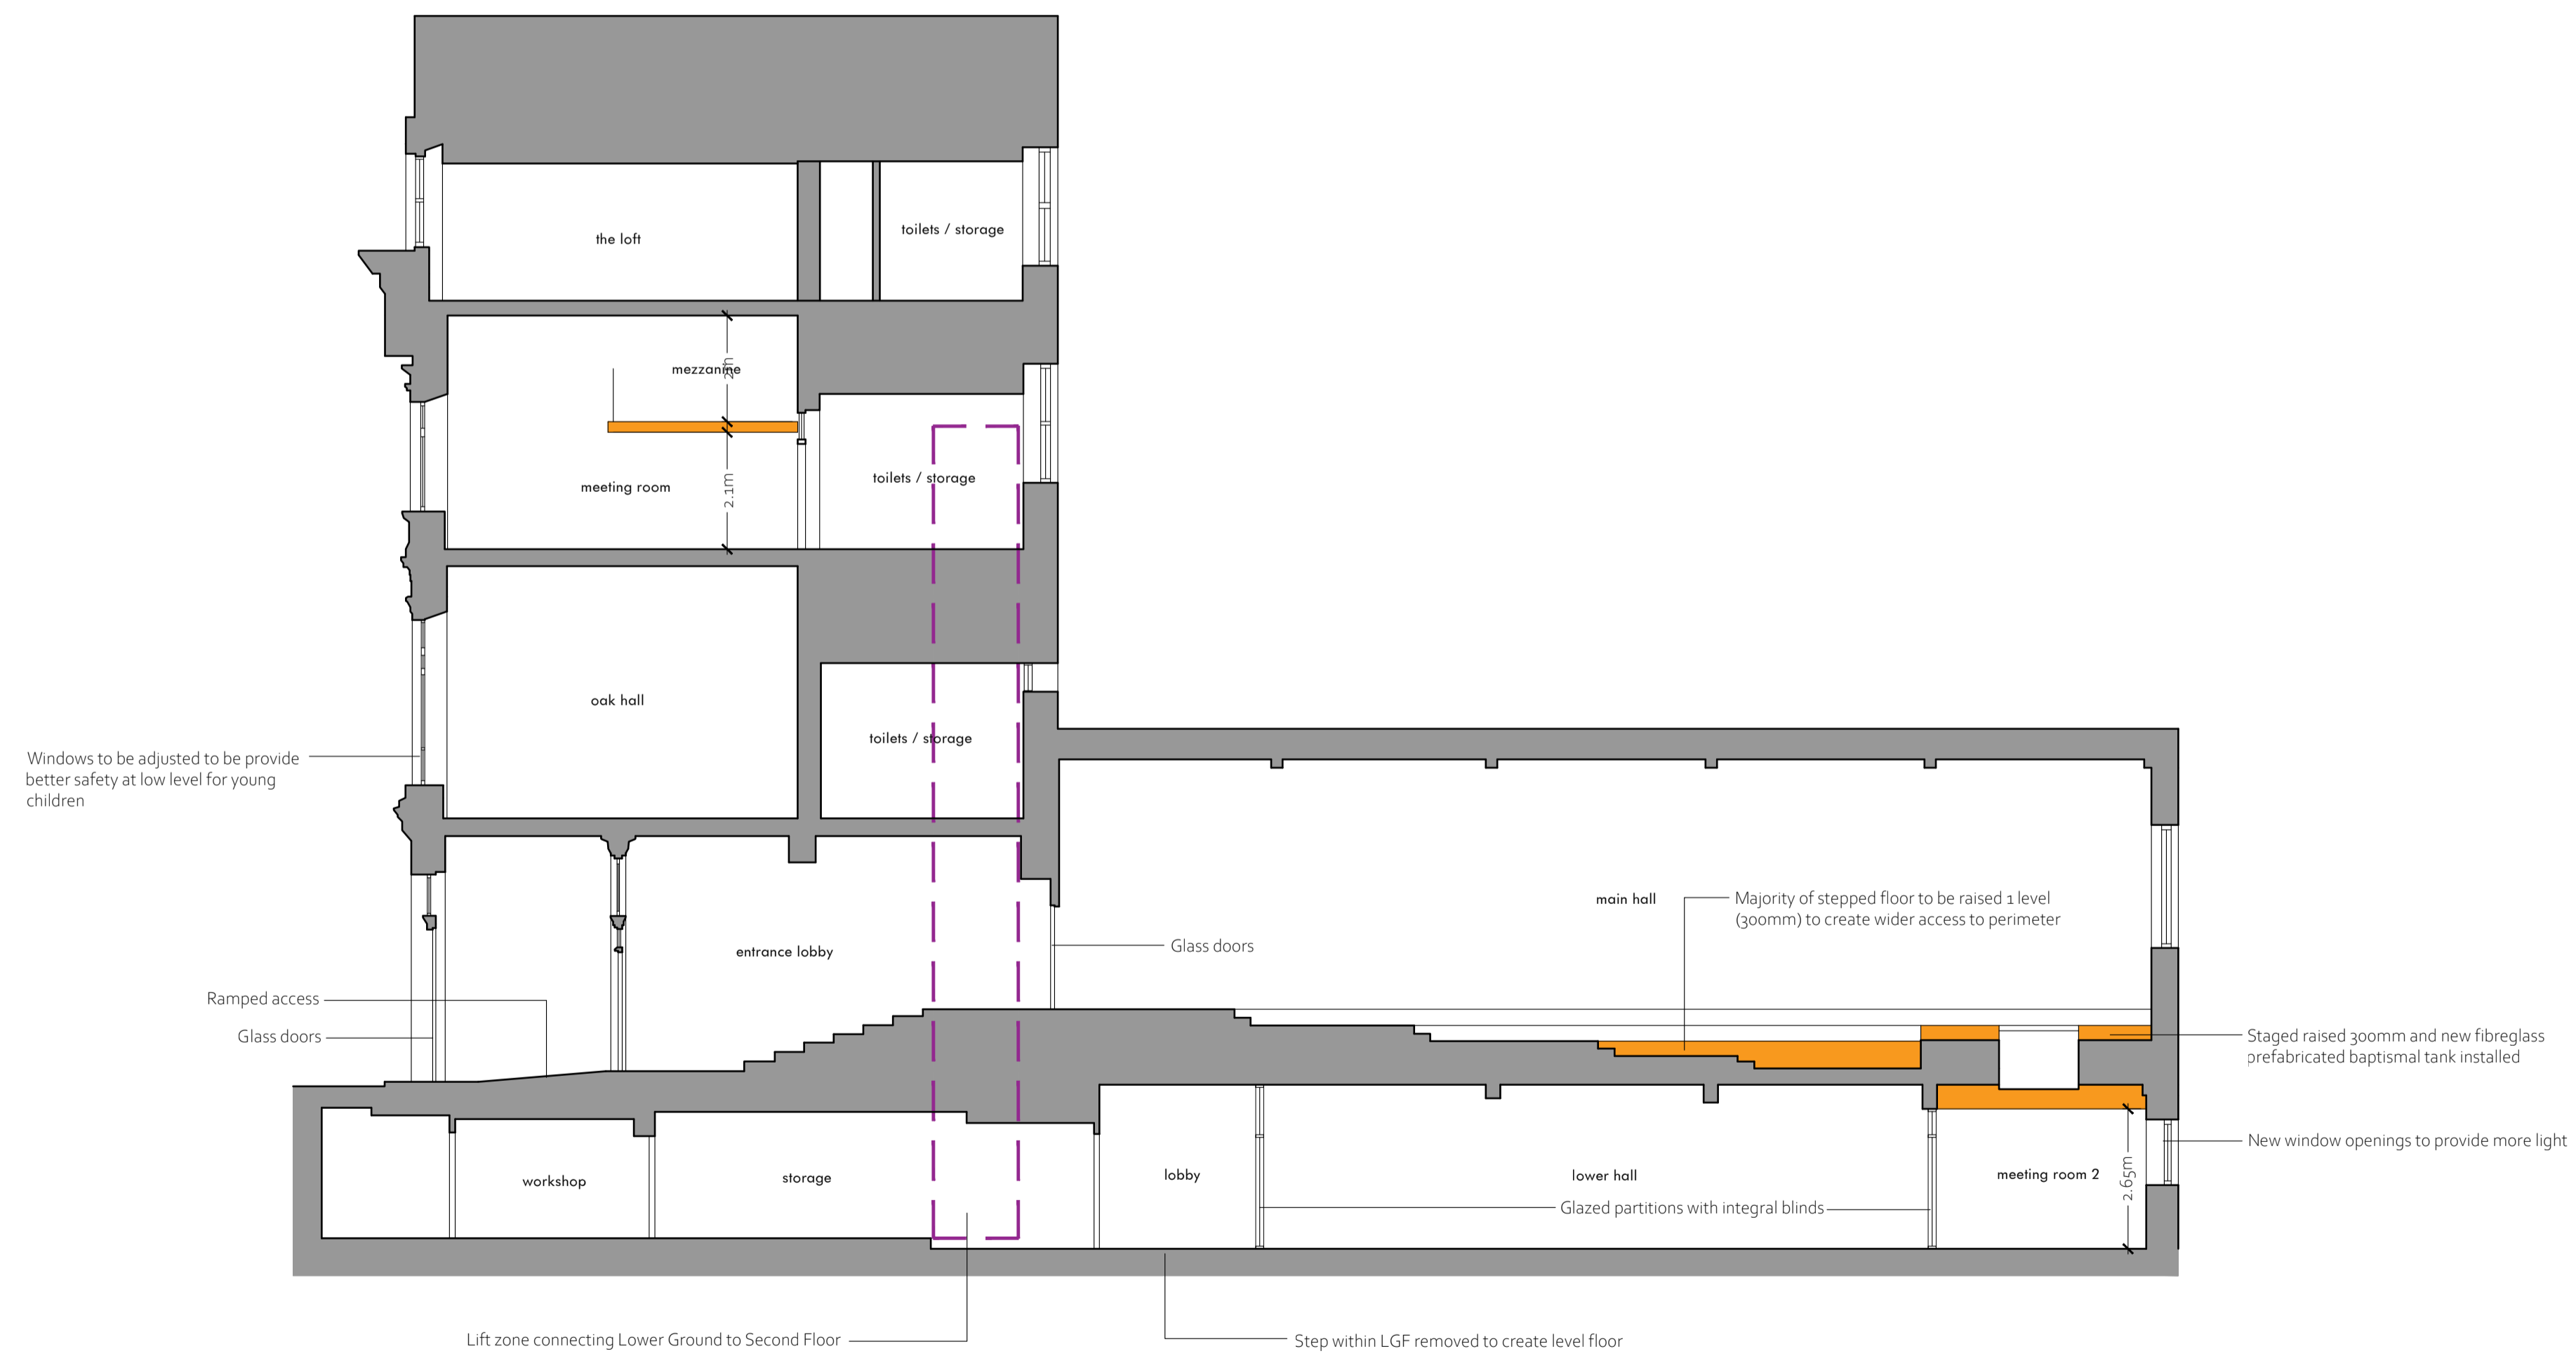 the loft
toilets / storage
mezzanine
meeting room
2.1m
toilets / storage
oak hall
toilets / storage
Windows to be adjusted to be provide
better safety at low level for young
children
main hall
Majority of stepped floor to be raised 1 level
(300mm) to create wider access to perimeter
entrance lobby
Glass doors
Ramped access
Glass doors
Staged raised 300mm and new fibreglass
prefabricated baptismal tank installed
New window openings to provide more light
workshop
storage
lobby
lower hall
meeting room 2
2.65m
Glazed partitions with integral blinds
Lift zone connecting Lower Ground to Second Floor
Step within LGF removed to create level floor